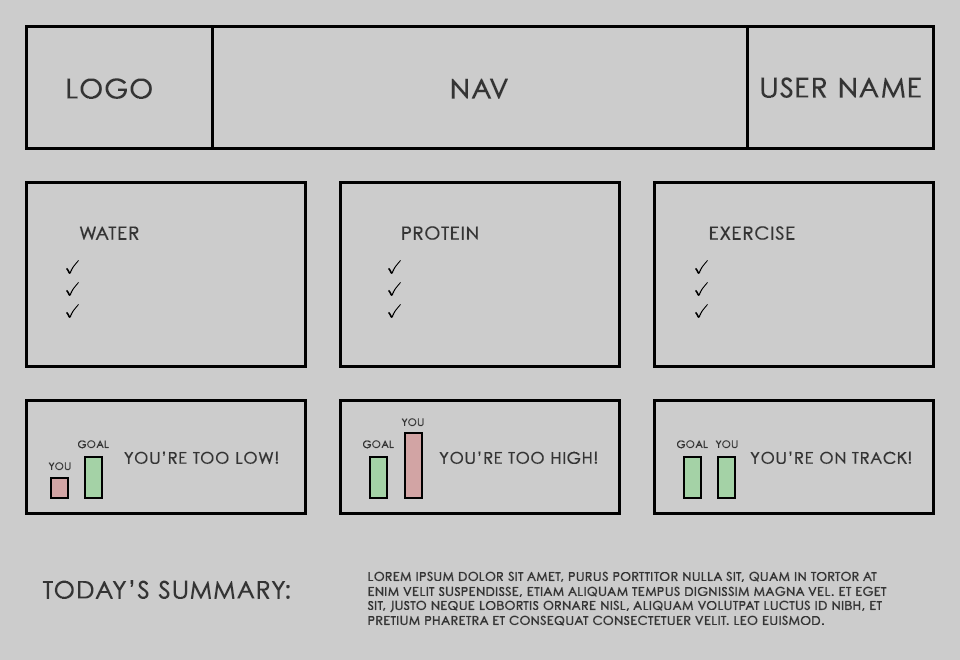 LOGO
NAV
USER NAME
WATER
✓
✓
✓
PROTEIN
✓
✓
✓
EXERCISE
✓
✓
✓
YOU
GOAL
YOU'RE TOO LOW!
GOAL
YOU
YOU'RE TOO HIGH!
GOAL
YOU
YOU'RE ON TRACK!
TODAY'S SUMMARY:
LOREM IPSUM DOLOR SIT AMET, PURUS PORTTITOR NULLA SIT, QUAM IN TORTOR AT
ENIM VELIT SUSPENDISSE, ETIAM ALIQUAM TEMPUS DIGNISSIM MAGNA VEL. ET EGET
SIT, JUSTO NEQUE LOBORTIS ORNARE NISL, ALIQUAM VOLUTPAT LUCTUS ID NIBH, ET
PRETIUM PHARETRA ET CONSEQUAT CONSECTETUER VELIT. LEO EUISMOD.